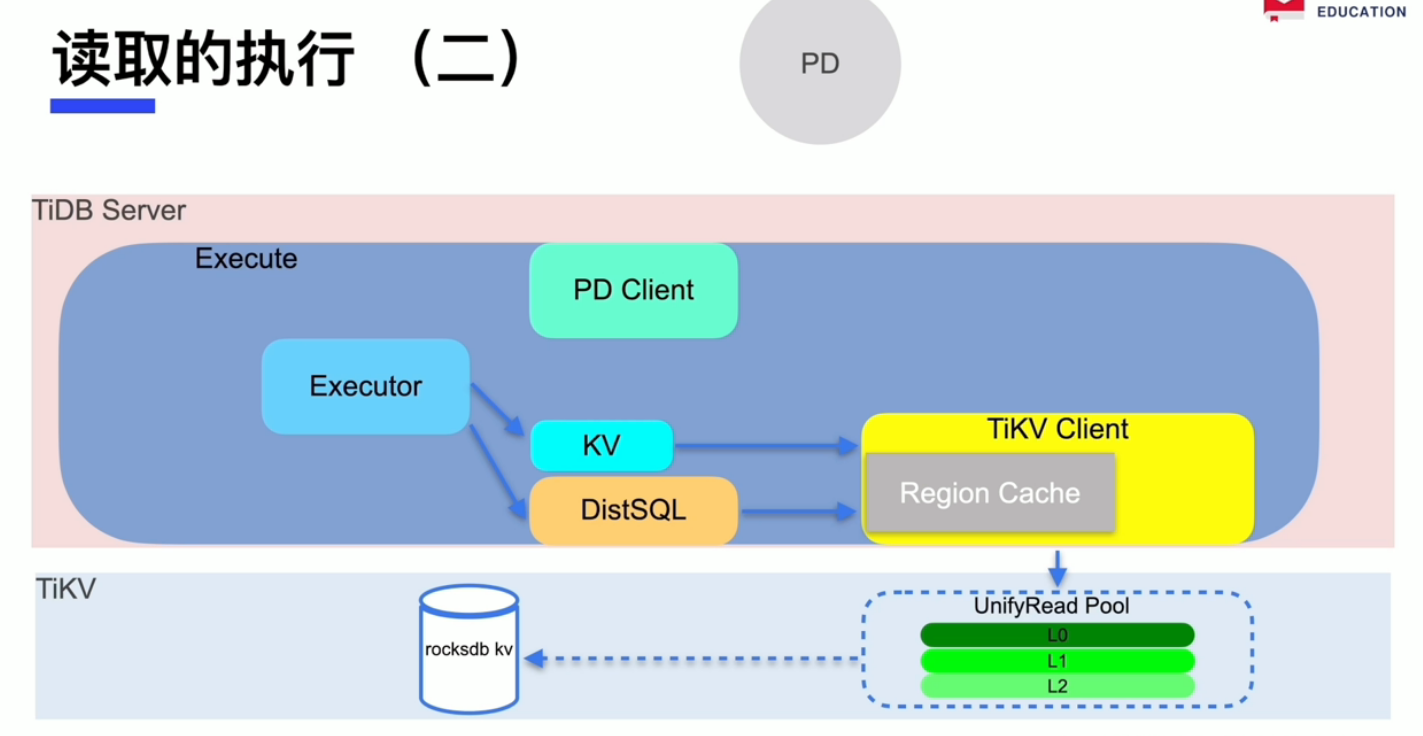 EDUCATION
读取的执行 （二）
PD
TiDB Server
Execute
PD Client
Executor
KV
DistSQL
TiKV Client
Region Cache
TiKV
rocksdb kv
UnifyRead Pool
L0
L1
L2